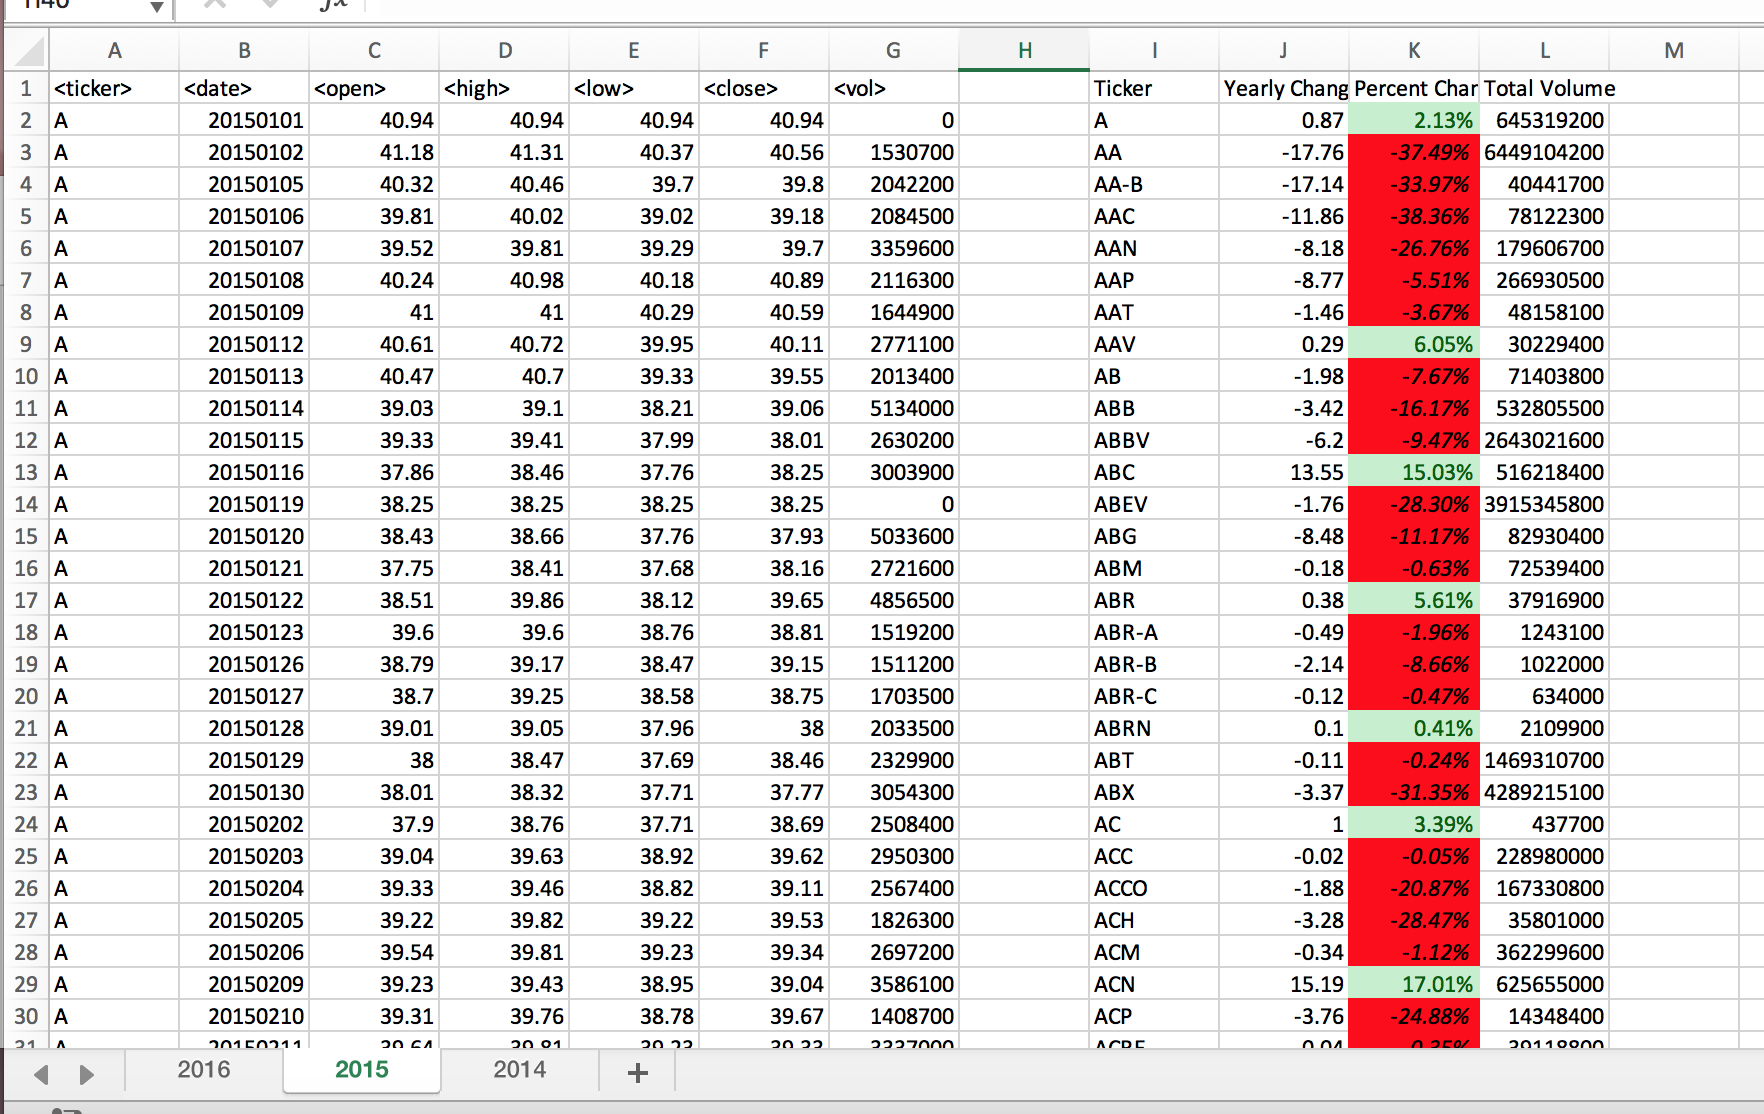 A B C D E F G H I J K L M
1 <ticker> <date> <open> <high> <low> <close> <vol> Ticker Yearly Chang Percent Char Total Volume
2 A 20150101 40.94 40.94 40.94 40.94 0 A 0.87 2.13% 645319200
3 A 20150102 41.18 41.31 40.37 40.56 1530700 AA -17.76 -37.49% 6449104200
4 A 20150105 40.32 40.46 39.7 39.8 2042200 AA-B -17.14 -33.97% 40441700
5 A 20150106 39.81 40.02 39.02 39.18 2084500 AAC -11.86 -38.36% 78122300
6 A 20150107 39.52 39.81 39.29 39.7 3359600 AAN -8.18 -26.76% 179606700
7 A 20150108 40.24 40.98 40.18 40.89 2116300 AAP -8.77 -5.51% 266930500
8 A 20150109 41 41 40.29 40.59 1644900 AAT -1.46 -3.67% 48158100
9 A 20150112 40.61 40.72 39.95 40.11 2771100 AAV 0.29 6.05% 30229400
10 A 20150113 40.47 40.7 39.33 39.55 2013400 AB -1.98 -7.67% 71403800
11 A 20150114 39.03 39.1 38.21 39.06 5134000 ABB -3.42 -16.17% 532805500
12 A 20150115 39.33 39.41 37.99 38.01 2630200 ABBV -6.2 -9.47% 2643021600
13 A 20150116 37.86 38.46 37.76 38.25 3003900 ABC 13.55 15.03% 516218400
14 A 20150119 38.25 38.25 38.25 38.25 0 ABEV -1.76 -28.30% 3915345800
15 A 20150120 38.43 38.66 37.76 37.93 5033600 ABG -8.48 -11.17% 82930400
16 A 20150121 37.75 38.41 37.68 38.16 2721600 ABM -0.18 -0.63% 72539400
17 A 20150122 38.51 39.86 38.12 39.65 4856500 ABR 0.38 5.61% 37916900
18 A 20150123 39.6 39.6 38.76 38.81 1519200 ABR-A -0.49 -1.96% 1243100
19 A 20150126 38.79 39.17 38.47 39.15 1511200 ABR-B -2.14 -8.66% 1022000
20 A 20150127 38.7 39.25 38.58 38.75 1703500 ABR-C -0.12 -0.47% 634000
21 A 20150128 39.01 39.05 37.96 38 2033500 ABRN 0.1 0.41% 2109900
22 A 20150129 38 38.47 37.69 38.46 2329900 ABT -0.11 -0.24% 1469310700
23 A 20150130 38.01 38.32 37.71 37.77 3054300 ABX -3.37 -31.35% 4289215100
24 A 20150202 37.9 38.76 37.71 38.69 2508400 AC 1 3.39% 437700
25 A 20150203 39.04 39.63 38.92 39.62 2950300 ACC -0.02 -0.05% 228980000
26 A 20150204 39.33 39.46 38.82 39.11 2567400 ACCO -1.88 -20.87% 167330800
27 A 20150205 39.22 39.82 39.22 39.53 1826300 ACH -3.28 -28.47% 35801000
28 A 20150206 39.54 39.81 39.23 39.34 2697200 ACM -0.34 -1.12% 362299600
29 A 20150209 39.23 39.43 38.95 39.04 3586100 ACN 15.19 17.01% 625655000
30 A 20150210 39.31 39.76 38.78 39.67 1408700 ACP -3.76 -24.88% 14348400
31 A 20150211
2016 2015 2014